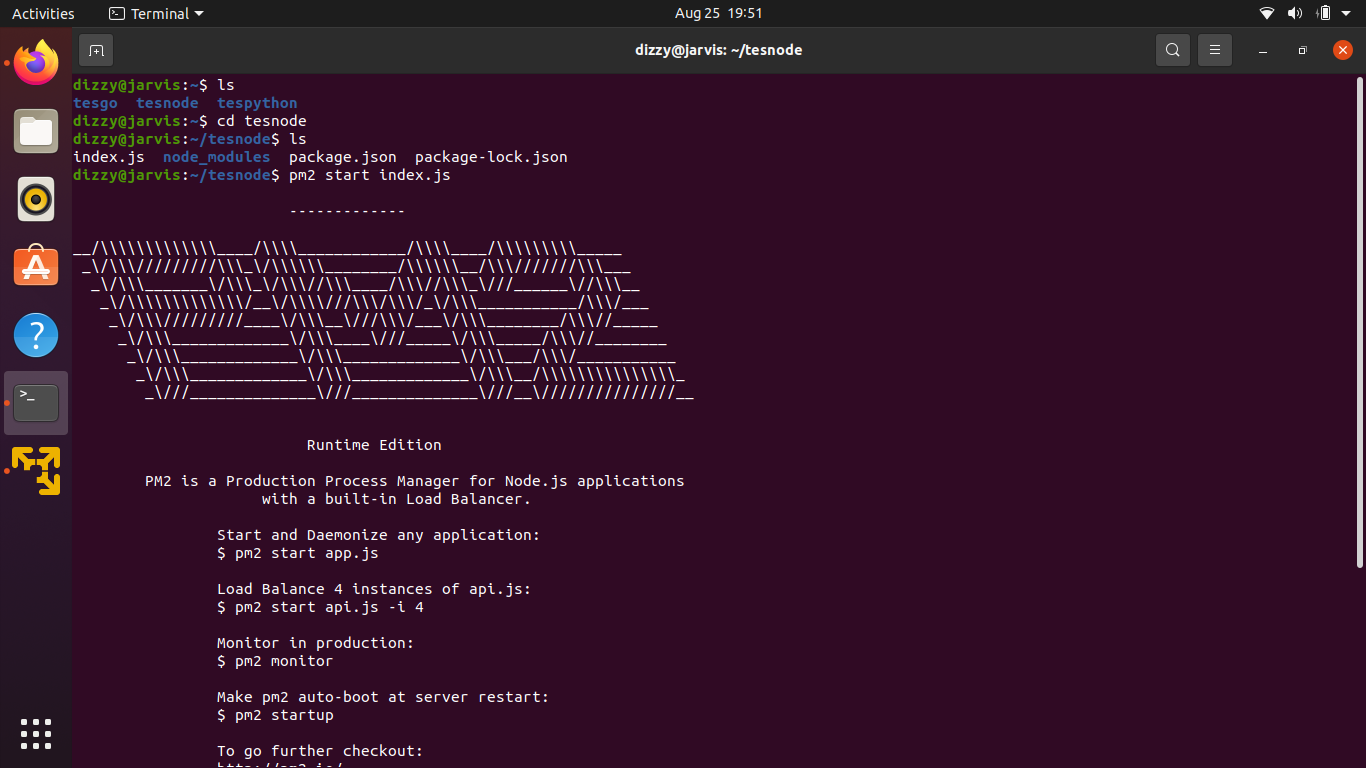 Activities Terminal Aug 25 19:51
dizzy@jarvis: ~/tesnode
dizzy@jarvis:~$ ls
tesgo  tesnode  tespython
dizzy@jarvis:~$ cd tesnode
dizzy@jarvis:~/tesnode$ ls
index.js  node_modules  package.json  package-lock.json
dizzy@jarvis:~/tesnode$ pm2 start index.js
-------------
__/\\\\\\\\\\\\\____/\\\\____________/\\\\____/\\\\\\\\\_____
_\/\\\/////////\\\_\/\\\\\\________/\\\\\\__/\\\///////\\\___
_\/\\\_______\/\\\_\/\\\//\\\____/\\\//\\\_\///______\//\\\__
_\/\\\\\\\\\\\\\/__\/\\\\///\\\/\\\/_\/\\\___________/\\\/___
_\/\\\/////////____\/\\\__\///\\\/___\/\\\________/\\\//_____
_\/\\\_____________\/\\\____\///_____\/\\\_____/\\\//________
_\/\\\_____________\/\\\_____________\/\\\___/\\\/___________
_\/\\\_____________\/\\\_____________\/\\\__/\\\\\\\\\\\\\\\_
_\///______________\///______________\///__\///////////////__
Runtime Edition
PM2 is a Production Process Manager for Node.js applications
with a built-in Load Balancer.
Start and Daemonize any application:
$ pm2 start app.js
Load Balance 4 instances of api.js:
$ pm2 start api.js -i 4
Monitor in production:
$ pm2 monitor
Make pm2 auto-boot at server restart:
$ pm2 startup
To go further checkout:
http://pm2.io/